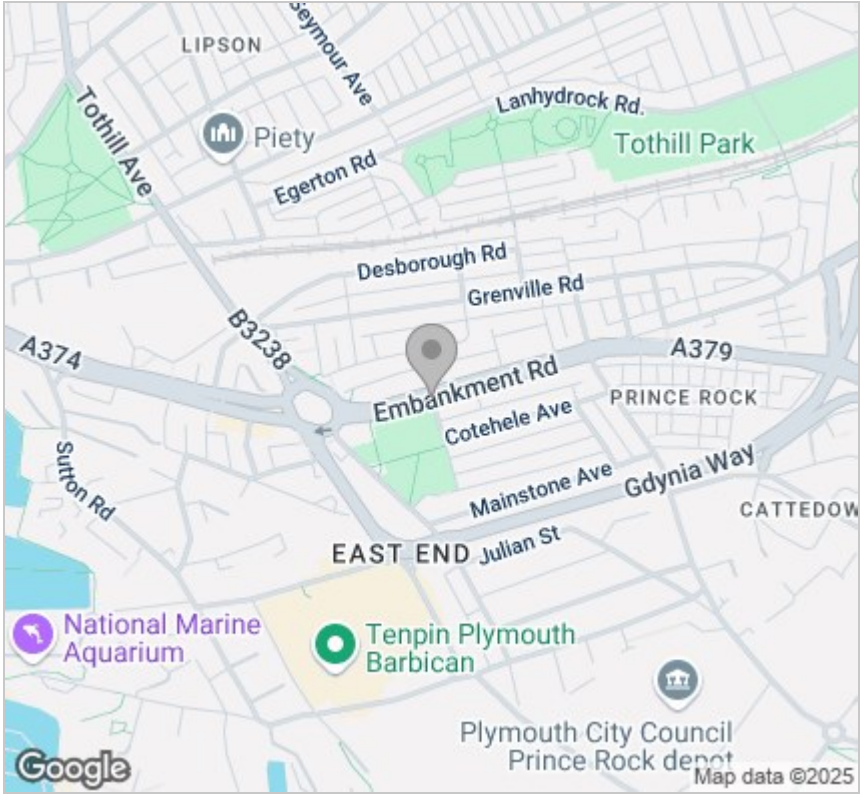 LIPSON
Seymour Ave
Tothill Ave
Piety
Lanhydrock Rd.
Tothill Park
Egerton Rd
Desborough Rd
Grenville Rd
B3238
A374
A379
Embankment Rd
PRINCE ROCK
Cotehele Ave
Sutton Rd
Mainstone Ave
Gdynia Way
CATTEDOW
EAST END
Julian St
National Marine
Aquarium
Tenpin Plymouth
Barbican
Plymouth City Council
Prince Rock depot
Google
Map data ©2025